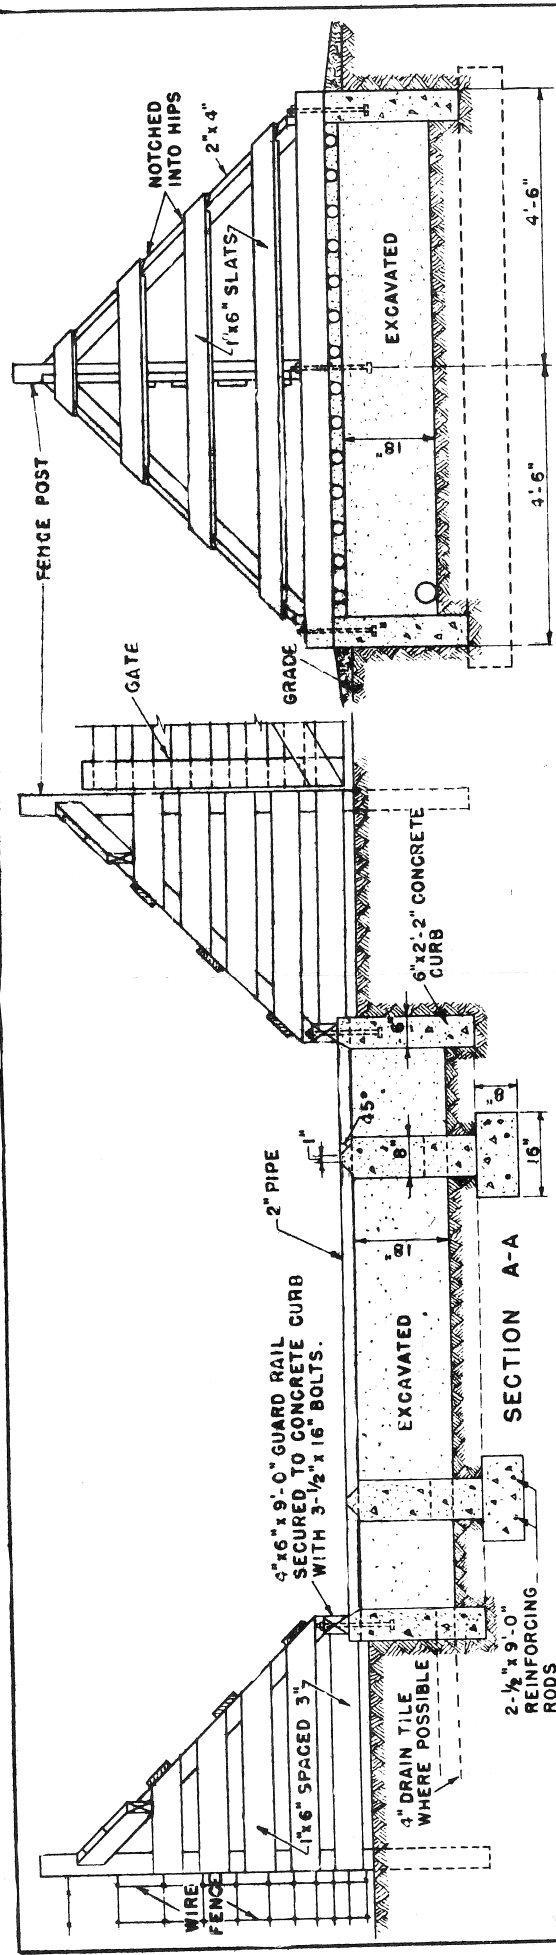 WIRE
FENCE
1"x6" SPACED 3"
4" DRAIN TILE
WHERE POSSIBLE
2-½"x9'-0"
REINFORCING
RODS
4"x6"x9'-0" GUARD RAIL
SECURED TO CONCRETE CURB
WITH 3-½"x16" BOLTS.
2" PIPE
1"
45°
EXCAVATED
18"
8"
6"
8"
16"
6"x2'-2" CONCRETE
CURB
SECTION A-A
FENCE POST
GATE
GRADE
NOTCHED
INTO HIPS
2"x4"
1"x6" SLATS
EXCAVATED
18"
4'-6"
4'-6"